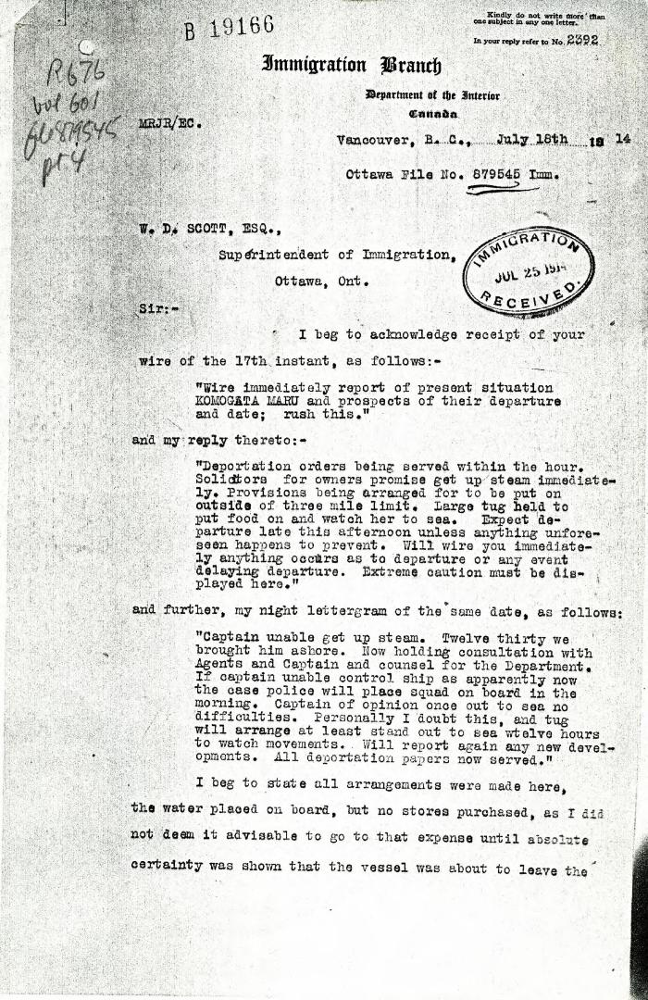 B 19166
Kindly do not write more than
one subject in any one letter.
In your reply refer to No. 2392
R676
vol 601
file 879545
pt 4
Immigration Branch
Department of the Interior
Canada
MRJR/EC.
Vancouver, B. C., July 18th 19 14
Ottawa File No. 879545 Imm.
W. D. SCOTT, ESQ.,
Superintendent of Immigration,
Ottawa, Ont.
IMMIGRATION
JUL 25 1914
RECEIVED.
Sir:-
I beg to acknowledge receipt of your
wire of the 17th instant, as follows:-
"Wire immediately report of present situation
KOMOGATA MARU and prospects of their departure
and date; rush this."
and my reply thereto:-
"Deportation orders being served within the hour.
Solicitors for owners promise get up steam immediate-
ly. Provisions being arranged for to be put on
outside of three mile limit. Large tug held to
put food on and watch her to sea. Expect de-
parture late this afternoon unless anything unfore-
seen happens to prevent. Will wire you immediate-
ly anything occurs as to departure or any event
delaying departure. Extreme caution must be dis-
played here."
and further, my night lettergram of the same date, as follows:
"Captain unable get up steam. Twelve thirty we
brought him ashore. Now holding consultation with
Agents and Captain and counsel for the Department.
If captain unable control ship as apparently now
the case police will place squad on board in the
morning. Captain of opinion once out to sea no
difficulties. Personally I doubt this, and tug
will arrange at least stand out to sea wtelve hours
to watch movements. Will report again any new devel-
opments. All deportation papers now served."
I beg to state all arrangements were made here,
the water placed on board, but no stores purchased, as I did
not deem it advisable to go to that expense until absolute
certainty was shown that the vessel was about to leave the